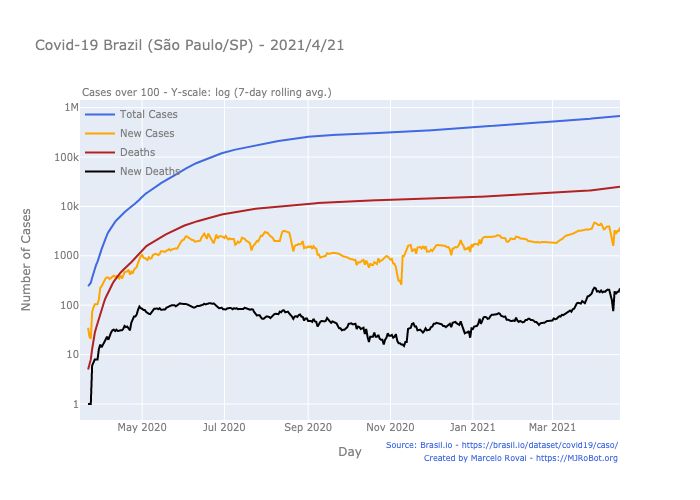 Covid-19 Brazil (São Paulo/SP) - 2021/4/21
Cases over 100 - Y-scale: log (7-day rolling avg.)
Total Cases
New Cases
Deaths
New Deaths
1M
100k
10k
1000
100
10
1
Number of Cases
May 2020
Jul 2020
Sep 2020
Nov 2020
Jan 2021
Mar 2021
Day
Source: Brasil.io - https://brasil.io/dataset/covid19/caso/
Created by Marcelo Rovai - https://MJRoBot.org